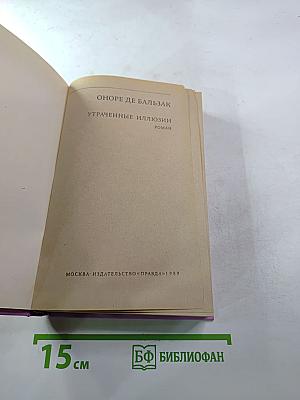 ОНОРЕ ДЕ БАЛЬЗАК
УТРАЧЕННЫЕ ИЛЛЮЗИИ
РОМАН
МОСКВА · ИЗДАТЕЛЬСТВО «ПРАВДА» 1989
15 см
БФ БИБЛИОФАН